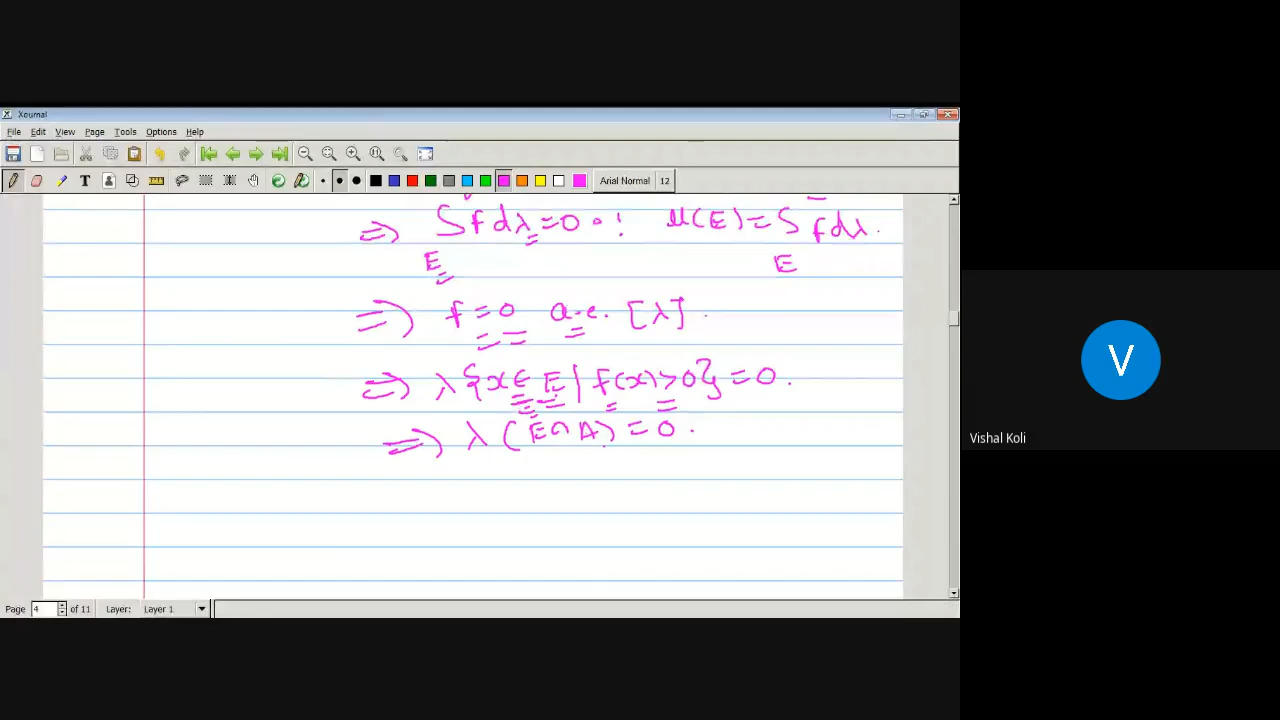 Xournal
File Edit View Page Tools Options Help
T Arial Normal 12
=> ∫ f dλ = 0 ∵ μ(E) = ∫ f dλ.
E E
=> f = 0 a.e. [λ].
=> λ{x ∈ E | f(x) > 0} = 0.
=> λ(E ∩ A) = 0.
V
Vishal Koli
Page 4 of 11 Layer: Layer 1